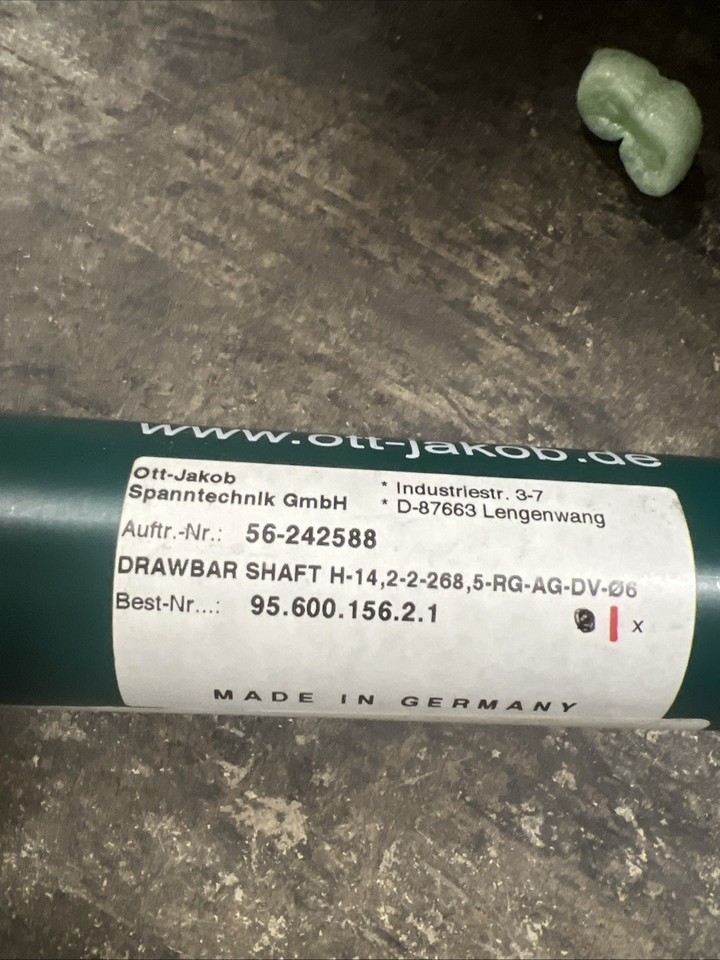 www.ott-jakob.de
Ott-Jakob
Spanntechnik GmbH
* Industriestr. 3-7
* D-87663 Lengenwang
Auftr.-Nr.: 56-242588
DRAWBAR SHAFT H-14,2-2-268,5-RG-AG-DV-Ø6
Best-Nr...: 95.600.156.2.1
x
MADE IN GERMANY